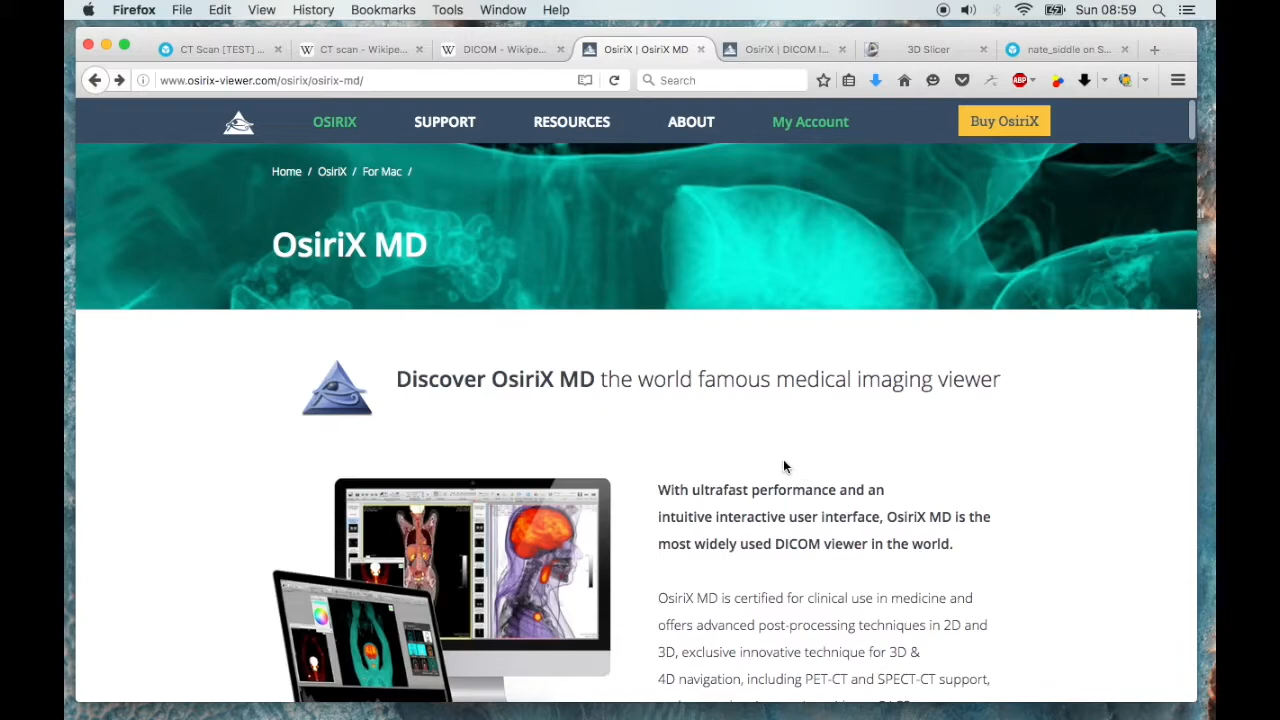 Firefox File Edit View History Bookmarks Tools Window Help Sun 08:59
CT Scan [TEST] ... CT scan - Wikipe... DICOM - Wikipe... OsiriX | OsiriX MD OsiriX | DICOM I... 3D Slicer nate_siddle on S...
www.osirix-viewer.com/osirix/osirix-md/ Search ABP
OSIRIX SUPPORT RESOURCES ABOUT My Account Buy OsiriX
Home / OsiriX / For Mac /
OsiriX MD
Discover OsiriX MD the world famous medical imaging viewer
With ultrafast performance and an
intuitive interactive user interface, OsiriX MD is the
most widely used DICOM viewer in the world.
OsiriX MD is certified for clinical use in medicine and
offers advanced post-processing techniques in 2D and
3D, exclusive innovative technique for 3D &
4D navigation, including PET-CT and SPECT-CT support,